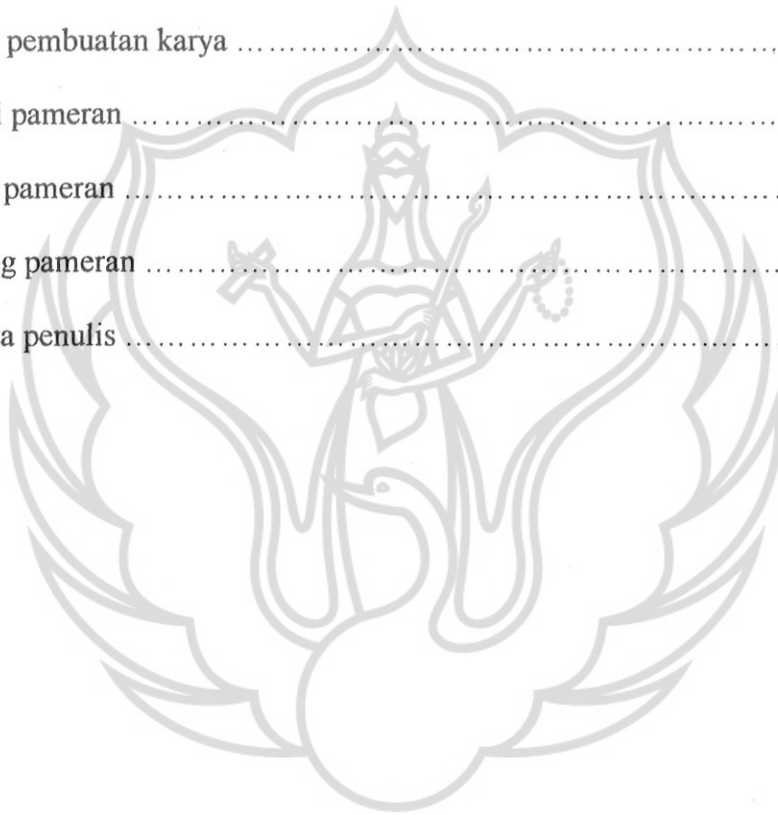 pembuatan karya ………………………………………………
i pameran ………………………………………………………
pameran ………………………………………………………
g pameran ………………………………………………………
a penulis ………………………………………………………